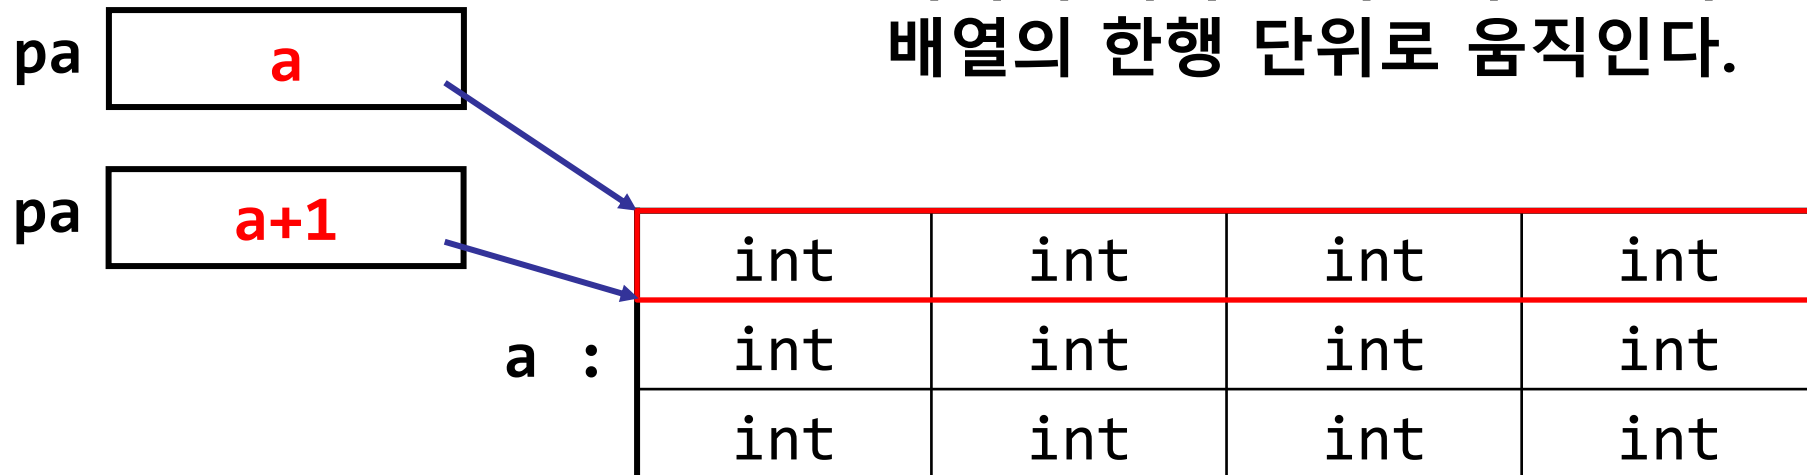 배열의 한행 단위로 움직인다.
pa a
pa a+1
int int int int
a : int int int int
int int int int